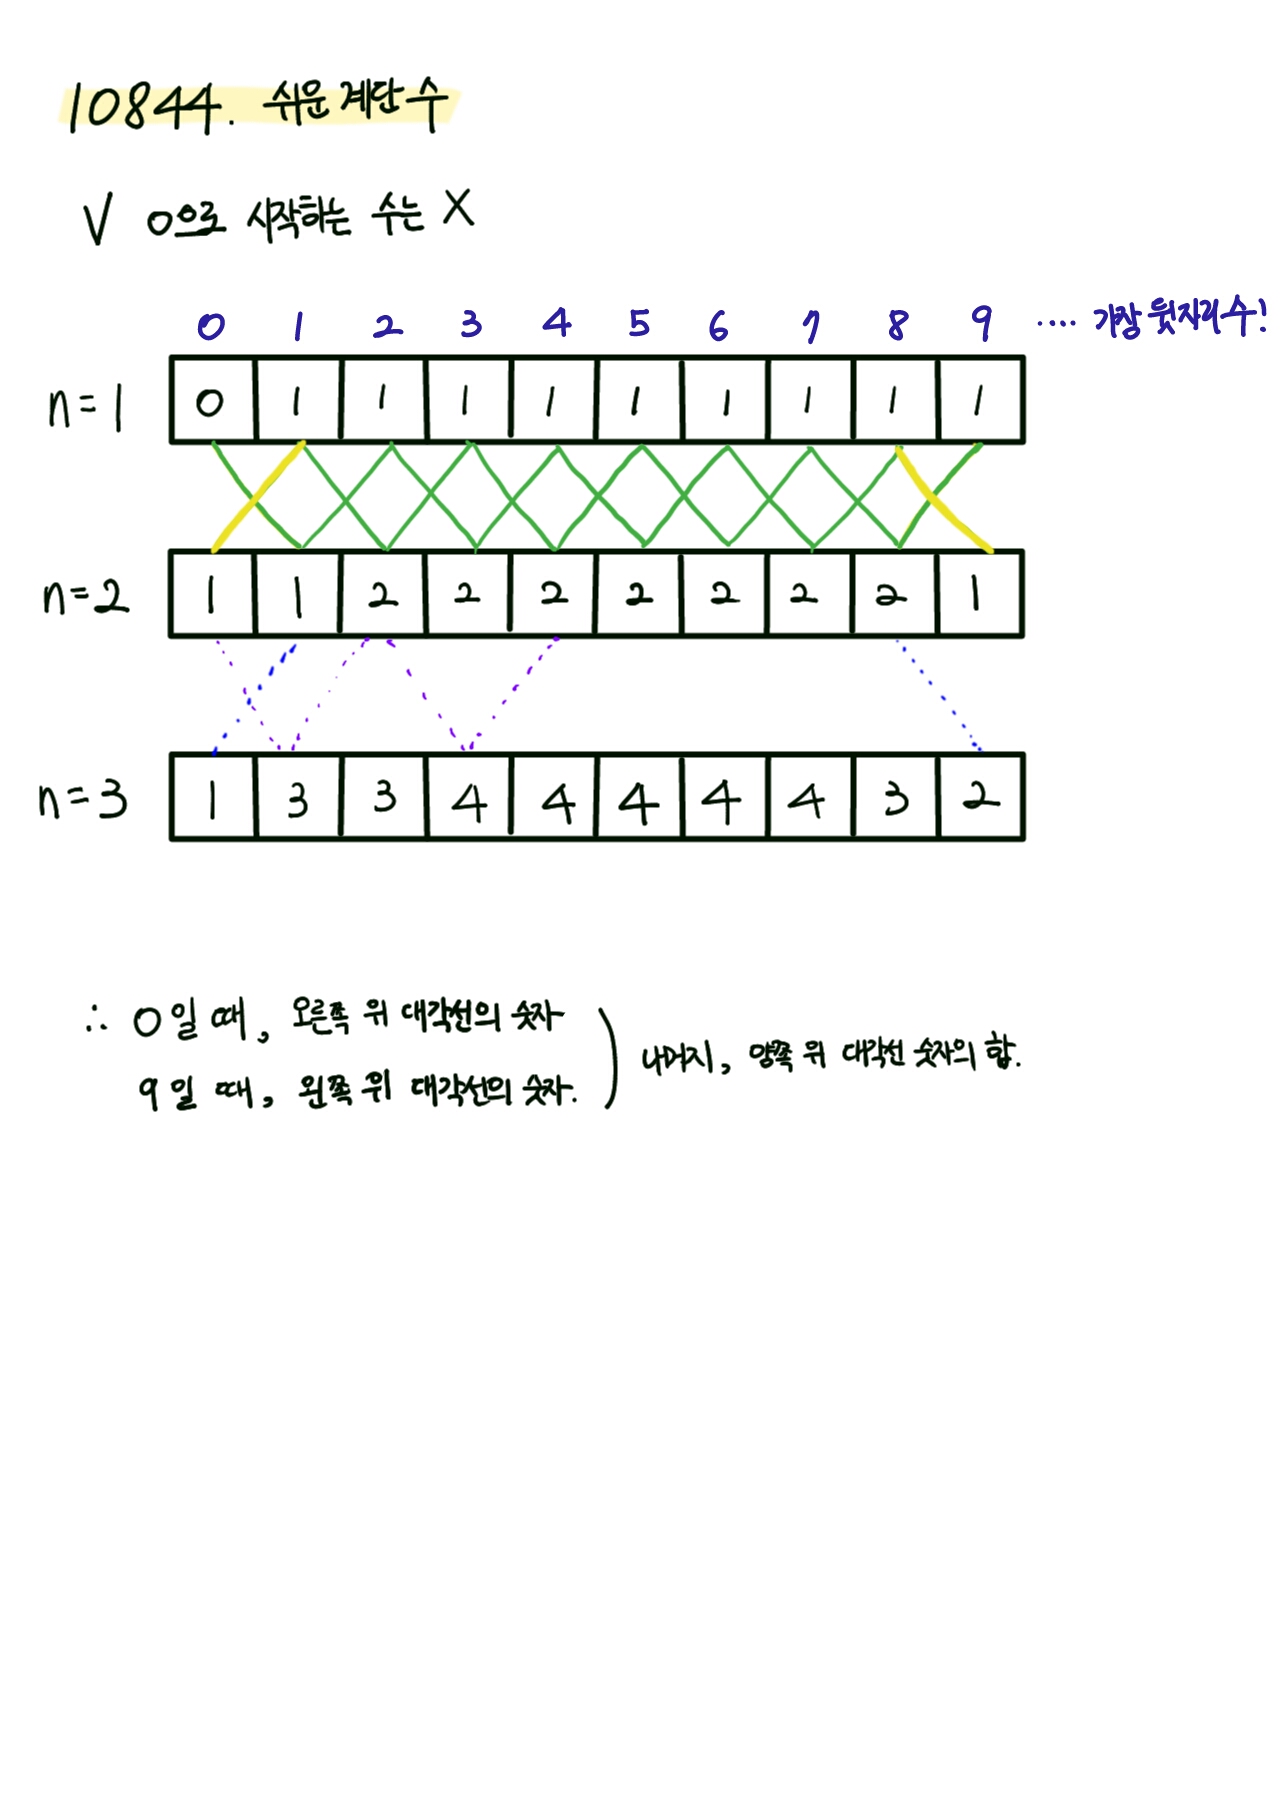 10844. 쉬운 계단 수
V 0으로 시작하는 수는 X
0 1 2 3 4 5 6 7 8 9 .... 가장 뒷자리 수!
n=1 0 1 1 1 1 1 1 1 1 1
n=2 1 1 2 2 2 2 2 2 2 1
n=3 1 3 3 4 4 4 4 4 3 2
∴ 0일 때, 오른쪽 위 대각선의 숫자
9일 때, 왼쪽 위 대각선의 숫자.
) 나머지, 양쪽 위 대각선 숫자의 합.